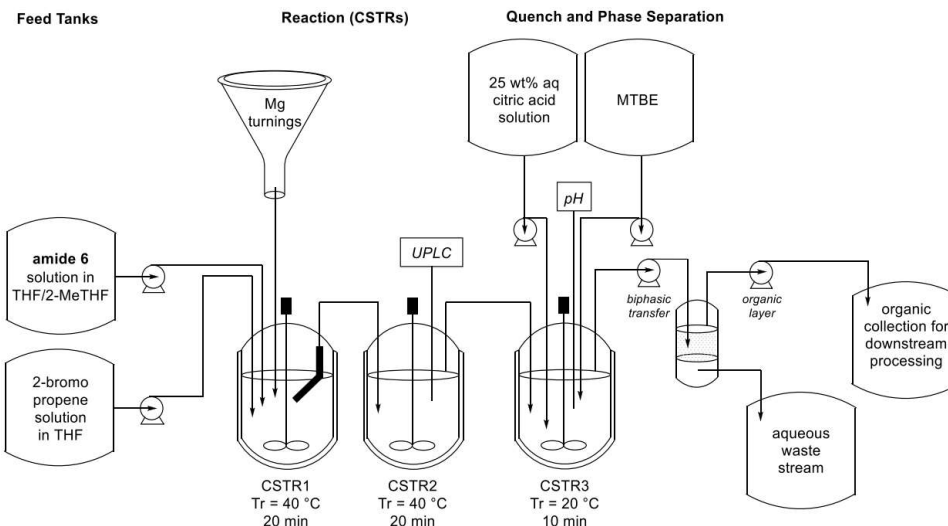 Feed Tanks
Reaction (CSTRs)
Quench and Phase Separation
Mg
turnings
25 wt% aq
citric acid
solution
MTBE
pH
UPLC
amide 6
solution in
THF/2-MeTHF
2-bromo
propene
solution
in THF
biphasic
transfer
organic
layer
organic
collection for
downstream
processing
aqueous
waste
stream
CSTR1
Tr = 40 °C
20 min
CSTR2
Tr = 40 °C
20 min
CSTR3
Tr = 20 °C
10 min